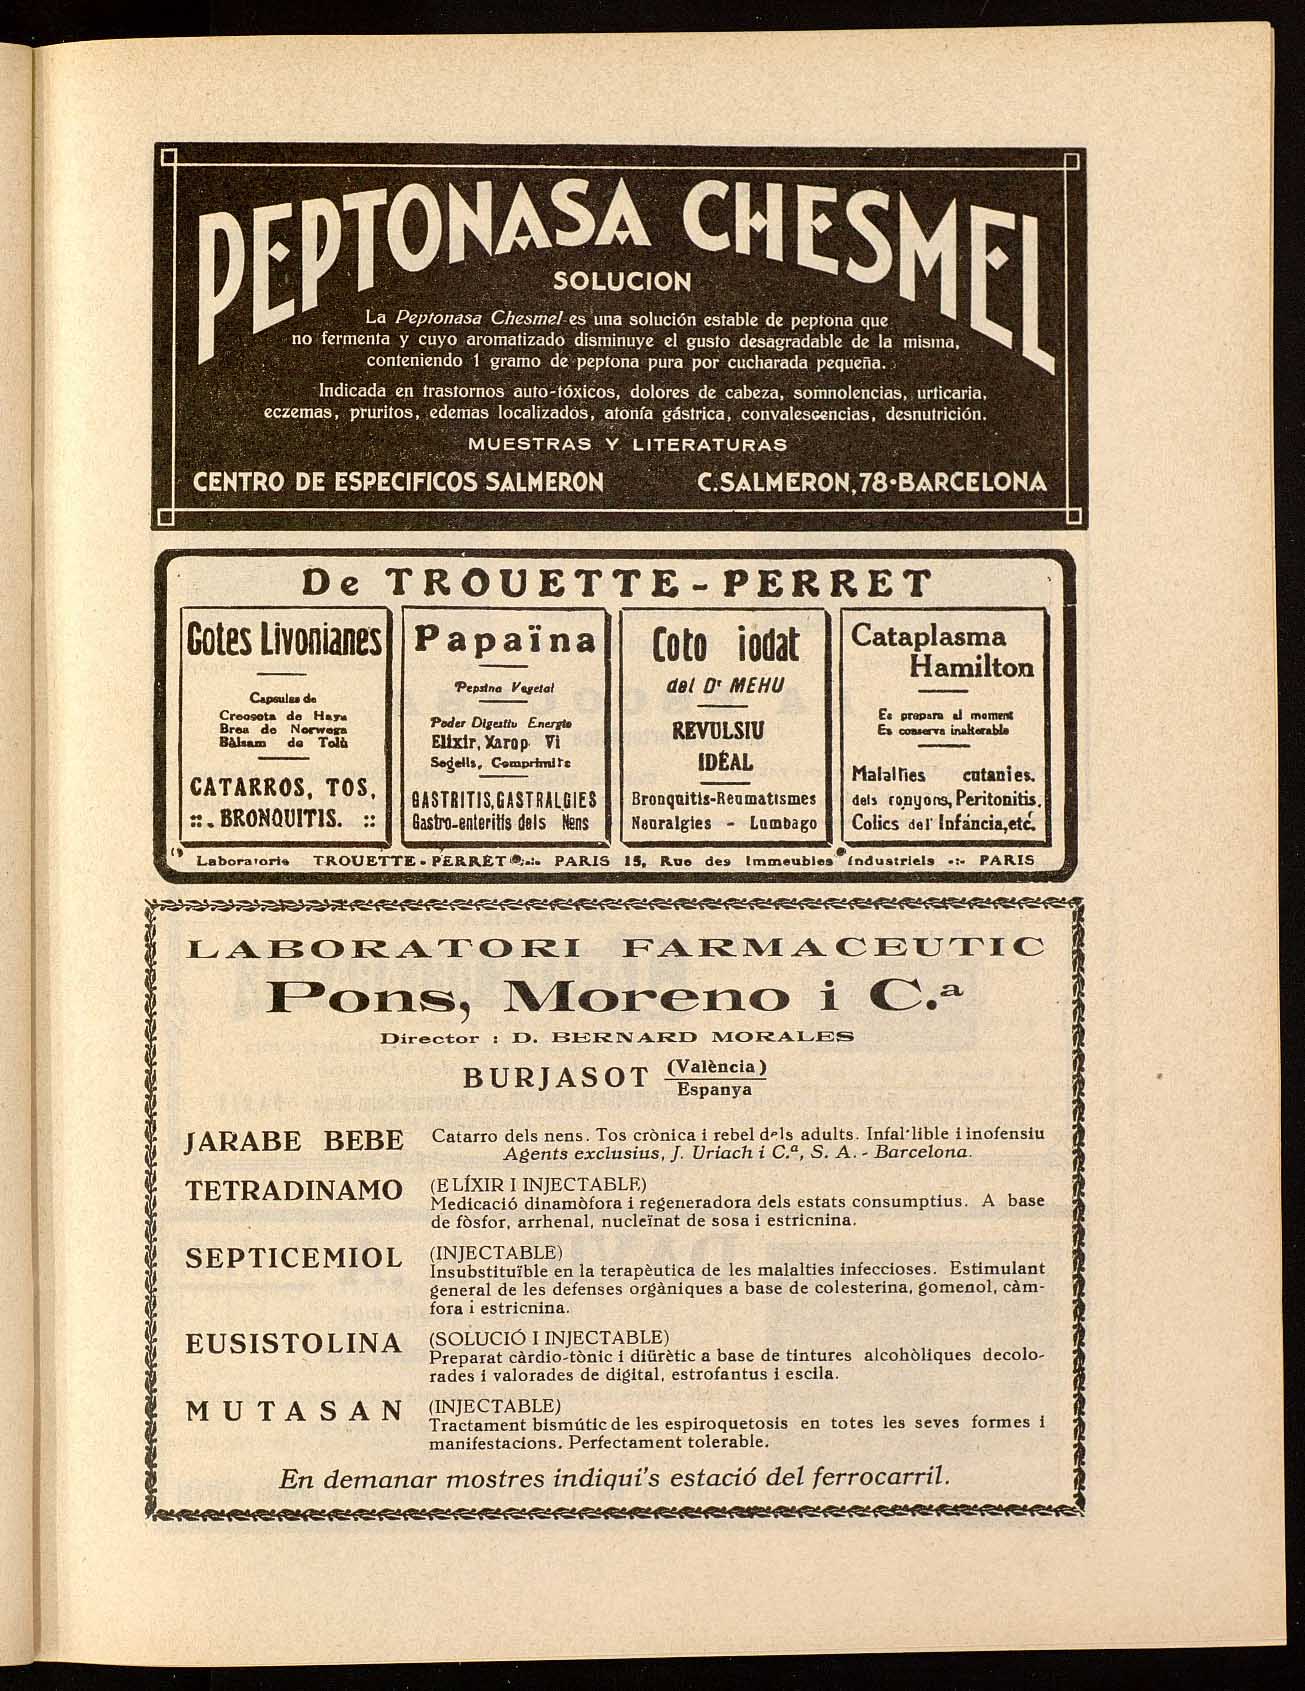 PEPTONASA CHESMEL
SOLUCION
La Peptonasa Chesmel es una solución estable de peptona que
no fermenta y cuyo aromatizado disminuye el gusto desagradable de la misma,
conteniendo 1 gramo de peptona pura por cucharada pequeña.
Indicada en trastornos auto-tóxicos, dolores de cabeza, somnolencias, urticaria,
eczemas, pruritos, edemas localizados, atonía gástrica, convalescencias, desnutrición.
MUESTRAS Y LITERATURAS
CENTRO DE ESPECIFICOS SALMERON C. SALMERON, 78·BARCELONA
De TROUETTE-PERRET
Gotes Livonianes
Capsules de
Creosota de Haya
Brea de Norwega
Bàlsam de Tolú
CATARROS, TOS,
::. BRONQUITIS. ::
Papaïna
Pepsina Vegetal
Poder Digestiu Energic
Elixir, Xarop Vi
Segells, Comprimits
GASTRITIS, GASTRALGIES
Gastro-enteritis dels Nens
Coto iodat
del Dr MEHU
REVULSIU
IDÉAL
Bronquitis-Reumatismes
Neuralgies - Lumbago
Cataplasma
Hamilton
Es prepara al moment
Es conserva inalterable
Malalties cutanies.
dels ronyons, Peritonitis,
Colics del' Infáncia, etc.
Laboratoris TROUETTE-PERRET .:. PARIS 15, Rue des Immeubles Industriels .:. PARIS
LABORATORI FARMACEUTIC
Pons, Moreno i C.ª
Director : D. BERNARD MORALES
BURJASOT (València)
Espanya
JARABE BEBE Catarro dels nens. Tos crònica i rebel dels adults. Infal·lible i inofensiu
Agents exclusius, J. Uriach i C.ª, S. A. - Barcelona.
TETRADINAMO (ELÍXIR I INJECTABLE)
Medicació dinamòfora i regeneradora dels estats consumptius. A base
de fòsfor, arrhenal, nucleïnat de sosa i estricnina.
SEPTICEMIOL (INJECTABLE)
Insubstituïble en la terapèutica de les malalties infeccioses. Estimulant
general de les defenses orgàniques a base de colesterina, gomenol, càm-
fora i estricnina.
EUSISTOLINA (SOLUCIÓ I INJECTABLE)
Preparat càrdio-tònic i diürètic a base de tintures alcohòliques decolo-
rades i valorades de digital, estrofantus i escila.
MUTASAN (INJECTABLE)
Tractament bismútic de les espiroquetosis en totes les seves formes i
manifestacions. Perfectament tolerable.
En demanar mostres indiqui's estació del ferrocarril.